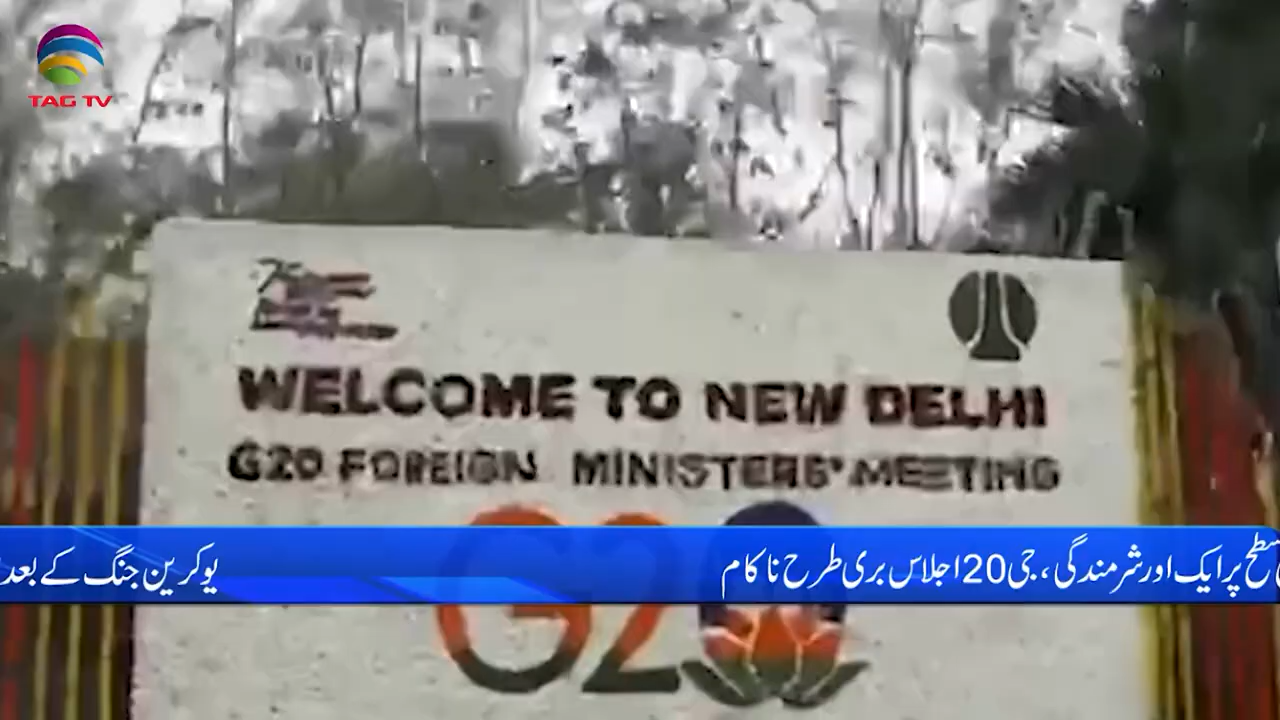 TAG TV
WELCOME TO NEW DELHI
G20 FOREIGN MINISTERS' MEETING
سطح پر ایک اور شرمندگی، جی 20 اجلاس بری طرح ناکام
یوکرین جنگ کے بعد
G20